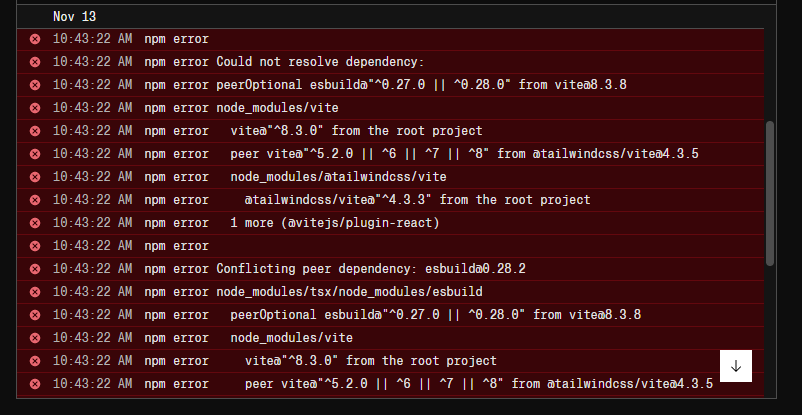 Nov 13
10:43:22 AM npm error
10:43:22 AM npm error Could not resolve dependency:
10:43:22 AM npm error peerOptional esbuild@"^0.27.0 || ^0.28.0" from vite@8.3.8
10:43:22 AM npm error node_modules/vite
10:43:22 AM npm error   vite@"^8.3.0" from the root project
10:43:22 AM npm error   peer vite@"^5.2.0 || ^6 || ^7 || ^8" from @tailwindcss/vite@4.3.5
10:43:22 AM npm error   node_modules/@tailwindcss/vite
10:43:22 AM npm error     @tailwindcss/vite@"^4.3.3" from the root project
10:43:22 AM npm error   1 more (@vitejs/plugin-react)
10:43:22 AM npm error
10:43:22 AM npm error Conflicting peer dependency: esbuild@0.28.2
10:43:22 AM npm error node_modules/tsx/node_modules/esbuild
10:43:22 AM npm error   peerOptional esbuild@"^0.27.0 || ^0.28.0" from vite@8.3.8
10:43:22 AM npm error   node_modules/vite
10:43:22 AM npm error     vite@"^8.3.0" from the root project
10:43:22 AM npm error     peer vite@"^5.2.0 || ^6 || ^7 || ^8" from @tailwindcss/vite@4.3.5